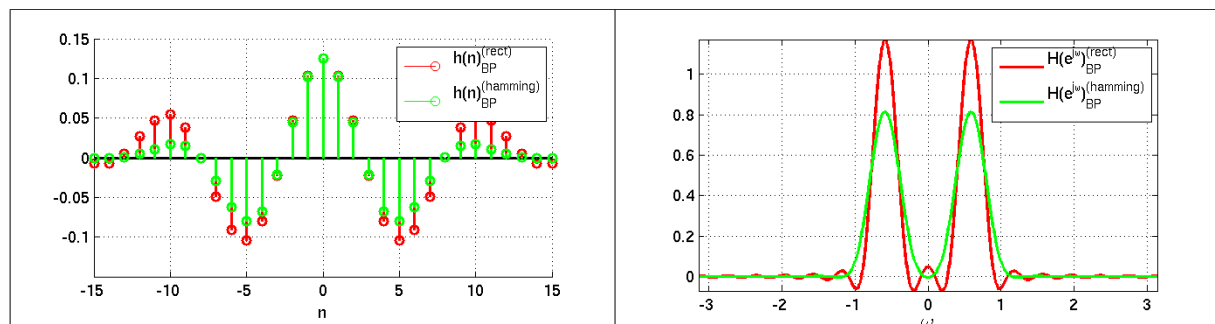 0.15
0.1
0.05
0
-0.05
-0.1
-15 -10 -5 0 5 10 15
n
h(n)BP(rect)
h(n)BP(hamming)
1
0.8
0.6
0.4
0.2
0
-3 -2 -1 0 1 2 3
ω
H(e^jω)BP(rect)
H(e^jω)BP(hamming)